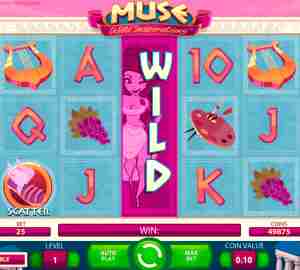 MUSE
Wild Inspiration
A
WILD
10
Q
J
SCATTER
BET
25
WIN:
COINS
49875
LEVEL
1
AUTO PLAY
MAX BET
COIN VALUE
0.10